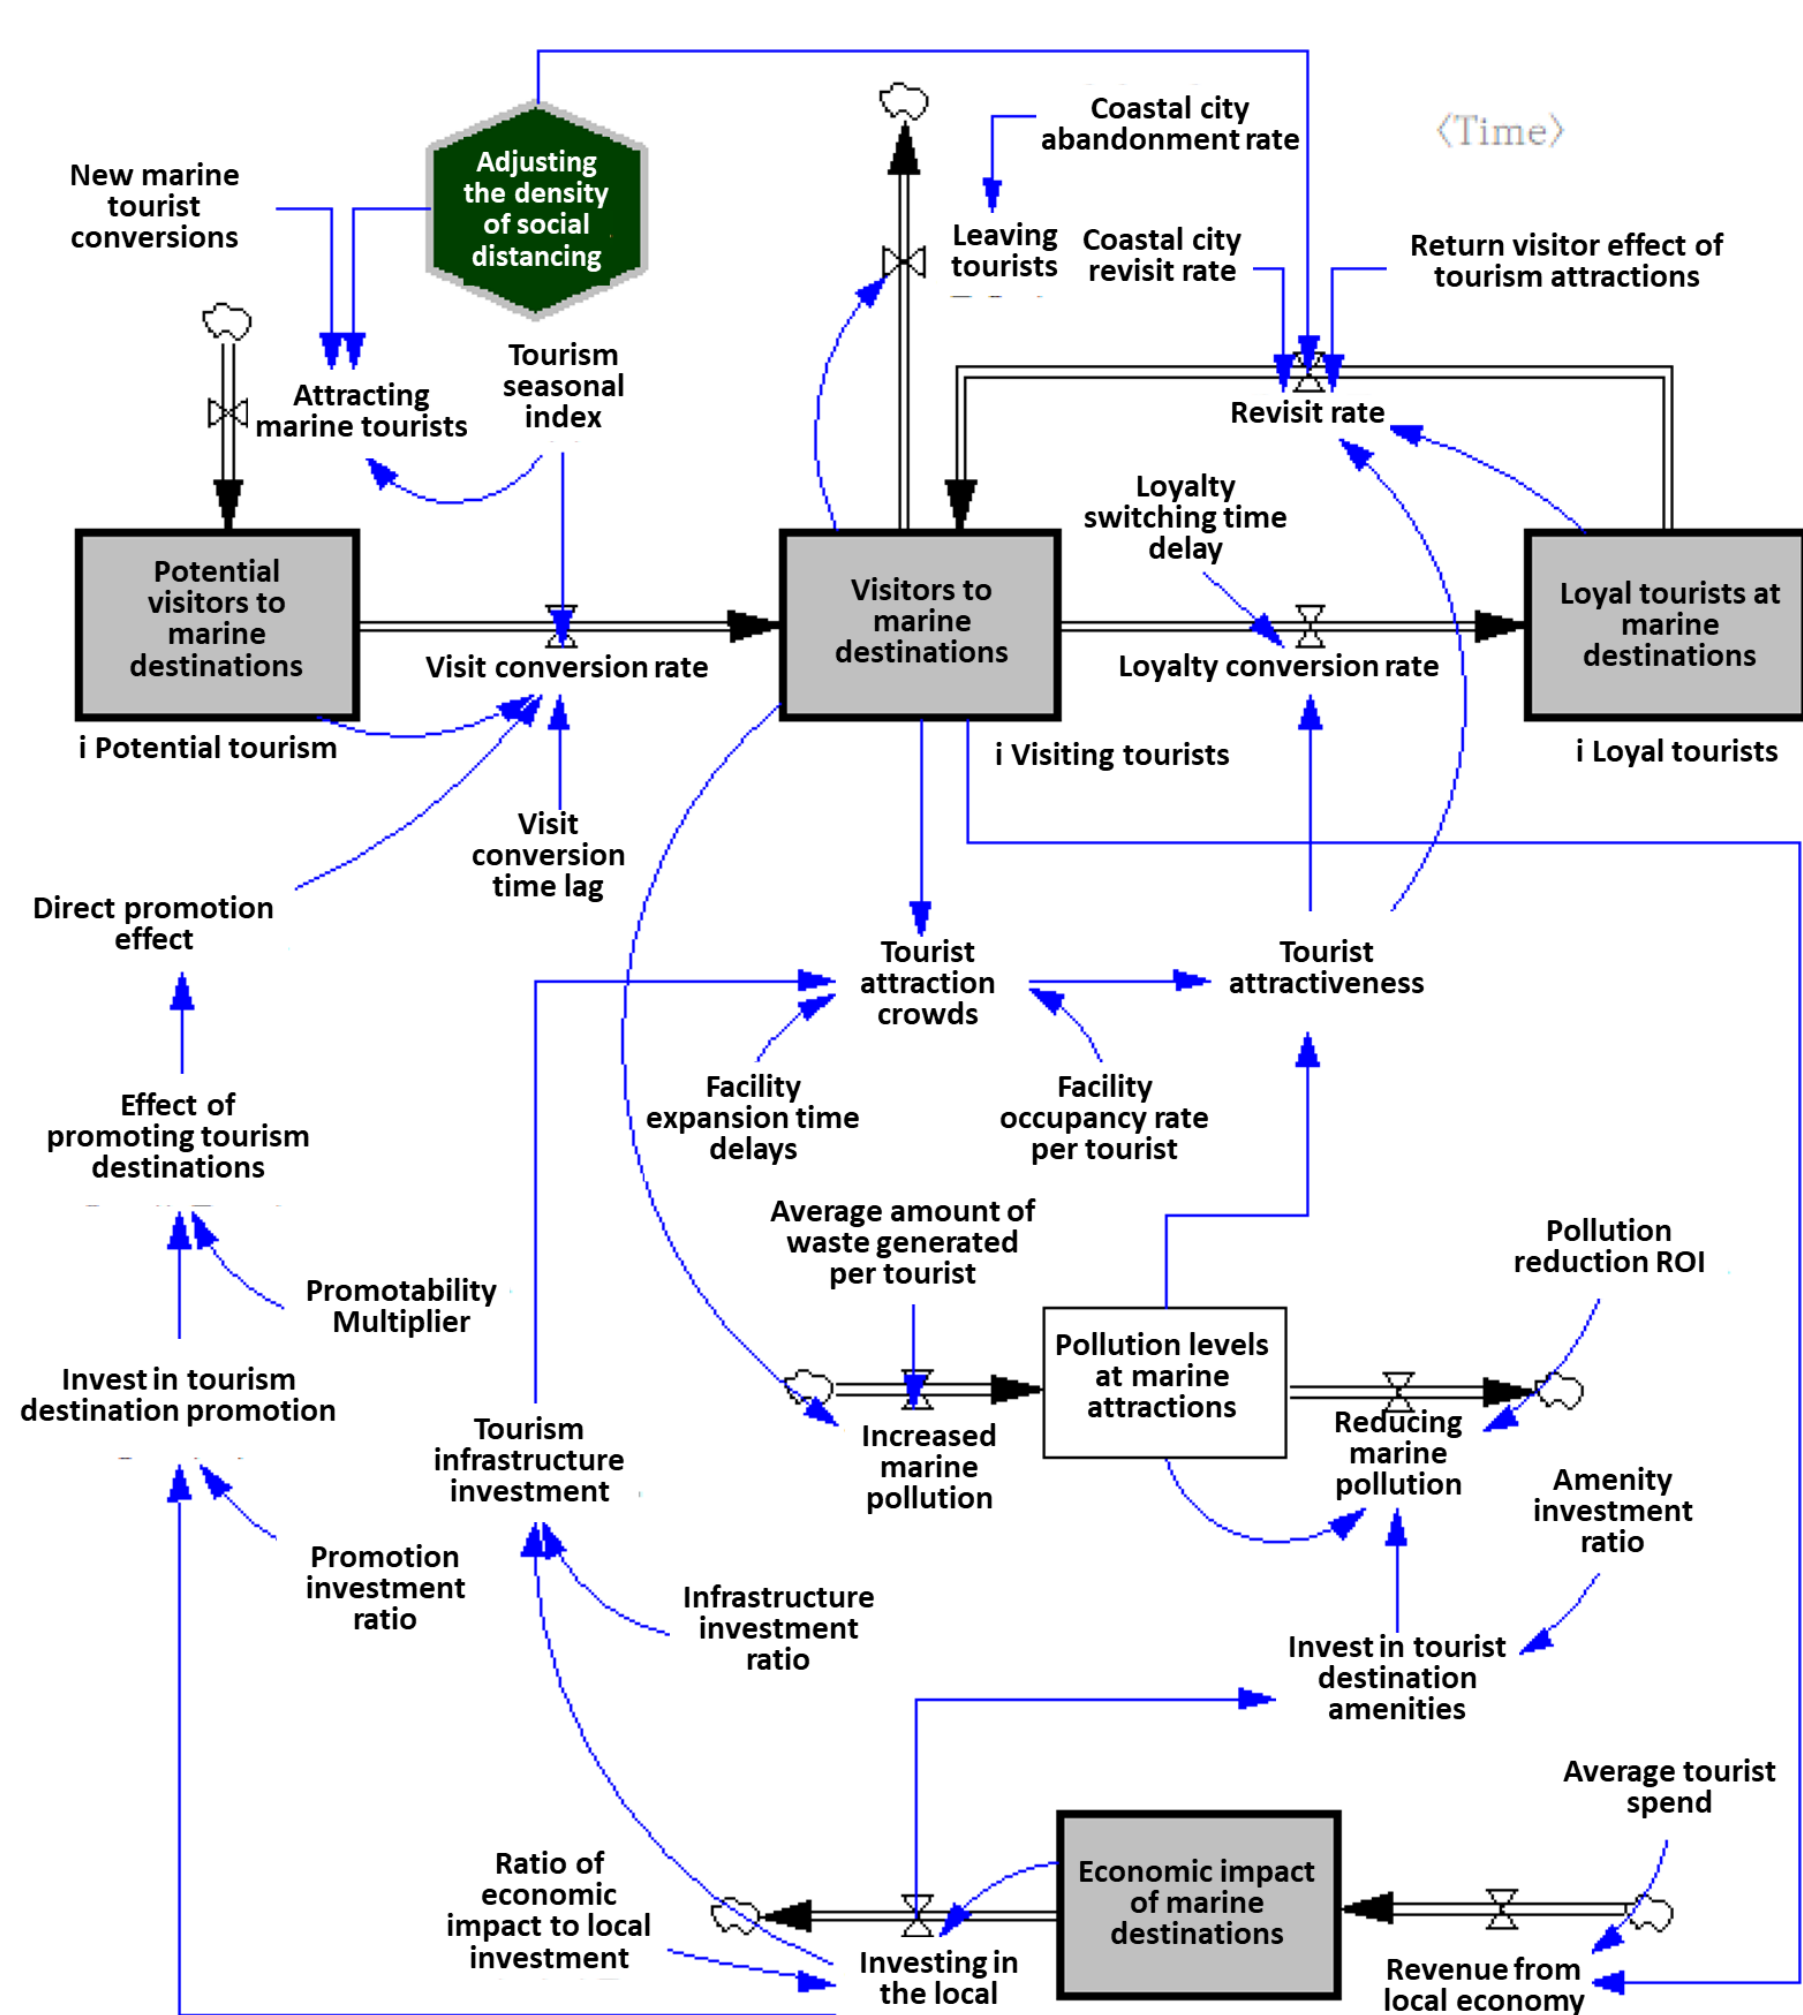 Coastal city
abandonment rate
〈Time〉
New marine
tourist
conversions
Adjusting
the density
of social
distancing
Leaving
tourists
Coastal city
revisit rate
Return visitor effect of
tourism attractions
Attracting
marine tourists
Tourism
seasonal
index
Revisit rate
Loyalty
switching time
delay
Potential
visitors to
marine
destinations
Visitors to
marine
destinations
Loyal tourists at
marine
destinations
Visit conversion rate
Loyalty conversion rate
i Potential tourism
i Visiting tourists
i Loyal tourists
Visit
conversion
time lag
Direct promotion
effect
Tourist
attraction
crowds
Tourist
attractiveness
Effect of
promoting tourism
destinations
Facility
expansion time
delays
Facility
occupancy rate
per tourist
Average amount of
waste generated
per tourist
Pollution
reduction ROI
Promotability
Multiplier
Invest in tourism
destination promotion
Pollution levels
at marine
attractions
Tourism
infrastructure
investment
Increased
marine
pollution
Reducing
marine
pollution
Amenity
investment
ratio
Promotion
investment
ratio
Infrastructure
investment
ratio
Invest in tourist
destination
amenities
Average tourist
spend
Ratio of
economic
impact to local
investment
Economic impact
of marine
destinations
Investing in
the local
Revenue from
local economy